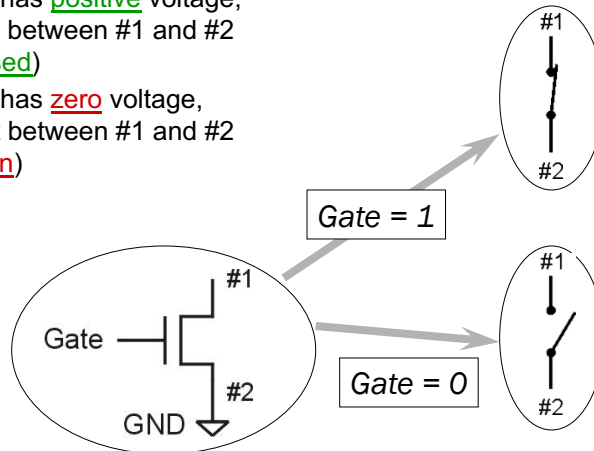 has positive voltage,
between #1 and #2
sed)
has zero voltage,
between #1 and #2
n)
#1
#2
Gate = 1
#1
Gate
#2
GND
Gate = 0
#1
#2